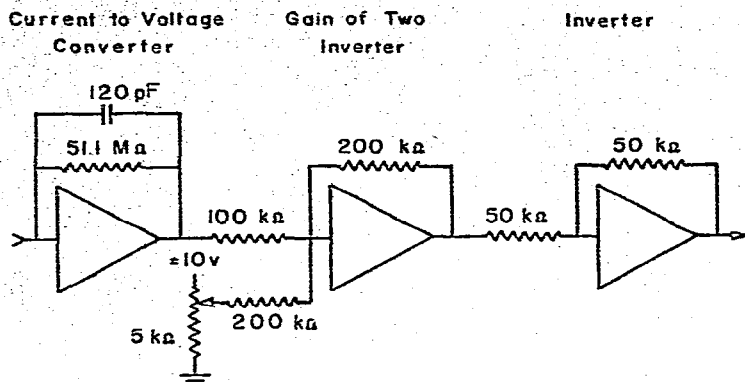 Current to Voltage
Converter
Gain of Two
Inverter
Inverter
120 pF
51.1 MΩ
200 kΩ
50 kΩ
100 kΩ
50 kΩ
±10v
200 kΩ
5 kΩ